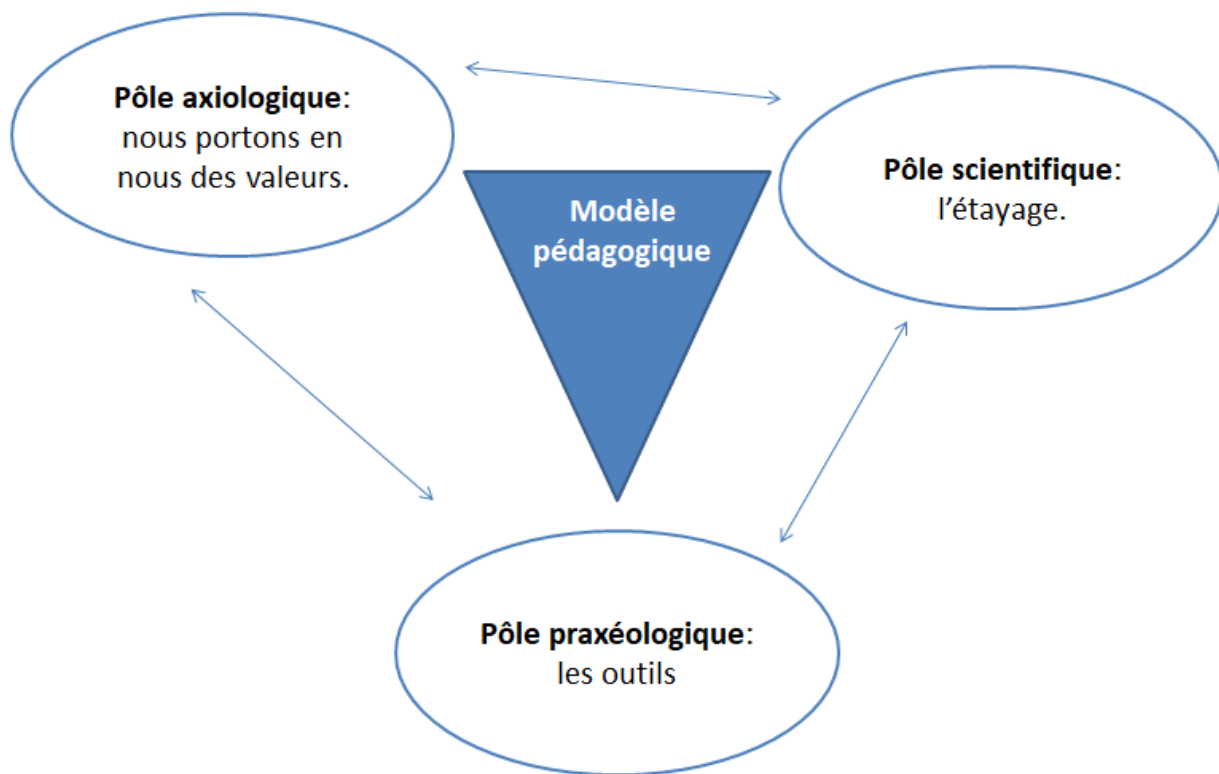 Pôle axiologique:
nous portons en
nous des valeurs.
Pôle scientifique:
l’étayage.
Modèle
pédagogique
Pôle praxéologique:
les outils